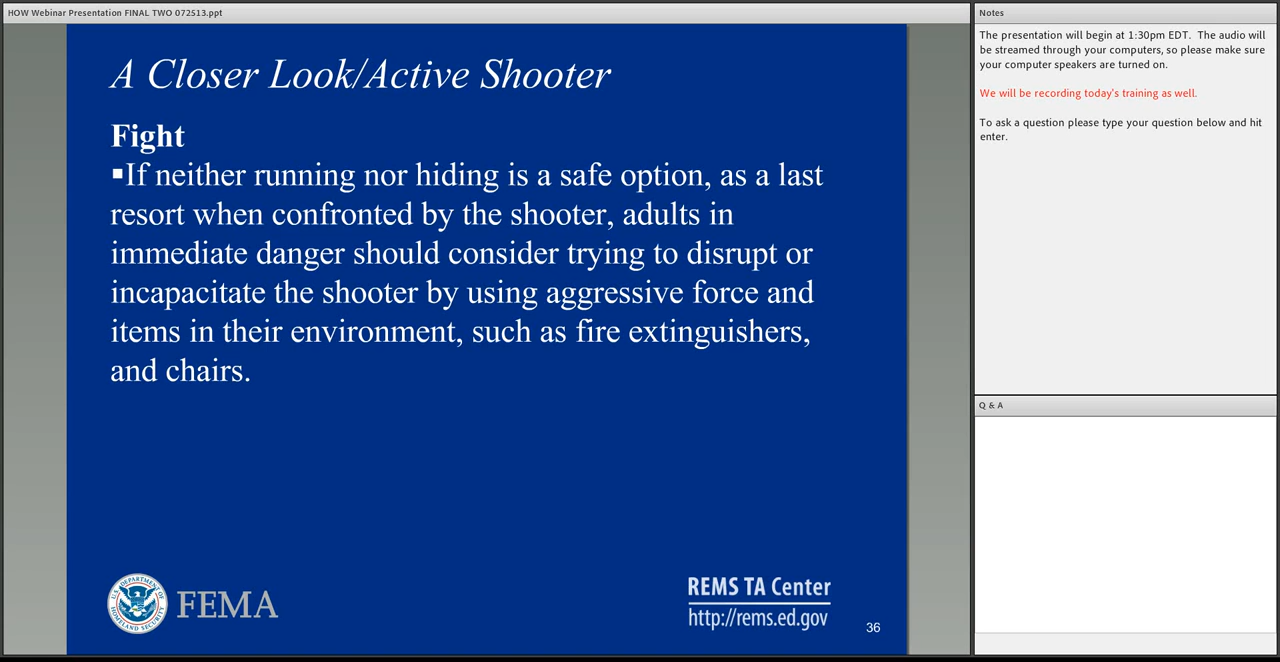 HOW Webinar Presentation FINAL TWO 072513.ppt
A Closer Look/Active Shooter
Fight
▪If neither running nor hiding is a safe option, as a last
resort when confronted by the shooter, adults in
immediate danger should consider trying to disrupt or
incapacitate the shooter by using aggressive force and
items in their environment, such as fire extinguishers,
and chairs.
U.S. DEPARTMENT OF HOMELAND SECURITY
FEMA
REMS TA Center
http://rems.ed.gov
36
Notes
The presentation will begin at 1:30pm EDT. The audio will
be streamed through your computers, so please make sure
your computer speakers are turned on.
We will be recording today's training as well.
To ask a question please type your question below and hit
enter.
Q & A